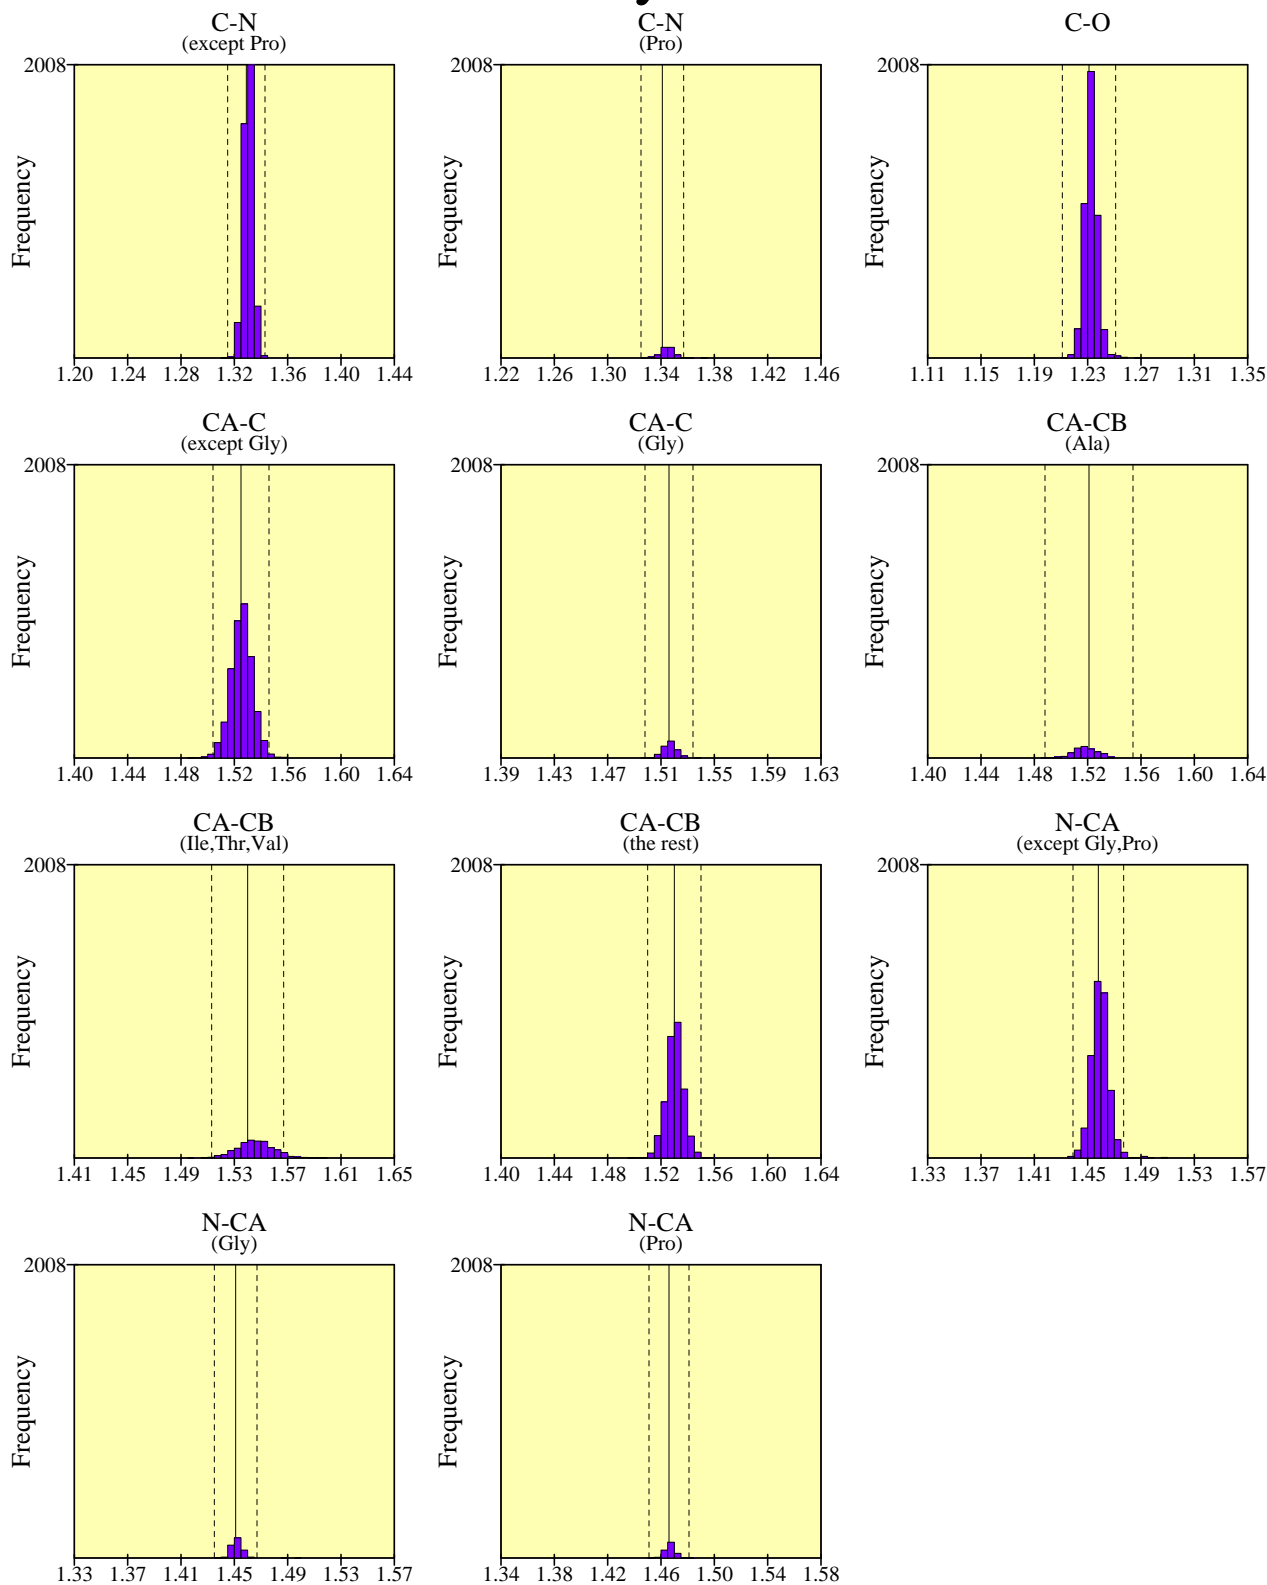 C-N C-N C-O
(except Pro) (Pro)
2008 2008 2008
Frequency Frequency Frequency
1.20 1.24 1.28 1.32 1.36 1.40 1.44 1.22 1.26 1.30 1.34 1.38 1.42 1.46 1.11 1.15 1.19 1.23 1.27 1.31 1.35
CA-C CA-C CA-CB
(except Gly) (Gly) (Ala)
2008 2008 2008
Frequency Frequency Frequency
1.40 1.44 1.48 1.52 1.56 1.60 1.64 1.39 1.43 1.47 1.51 1.55 1.59 1.63 1.40 1.44 1.48 1.52 1.56 1.60 1.64
CA-CB CA-CB N-CA
(Ile,Thr,Val) (the rest) (except Gly,Pro)
2008 2008 2008
Frequency Frequency Frequency
1.41 1.45 1.49 1.53 1.57 1.61 1.65 1.40 1.44 1.48 1.52 1.56 1.60 1.64 1.33 1.37 1.41 1.45 1.49 1.53 1.57
N-CA N-CA
(Gly) (Pro)
2008 2008
Frequency Frequency
1.33 1.37 1.41 1.45 1.49 1.53 1.57 1.34 1.38 1.42 1.46 1.50 1.54 1.58